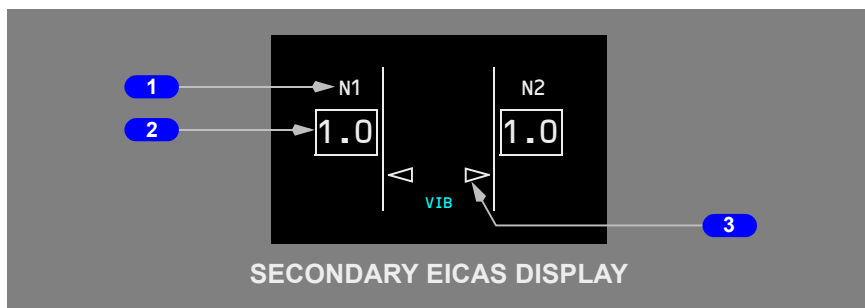 1 N1 N2
2 1.0 1.0
VIB
3
SECONDARY EICAS DISPLAY